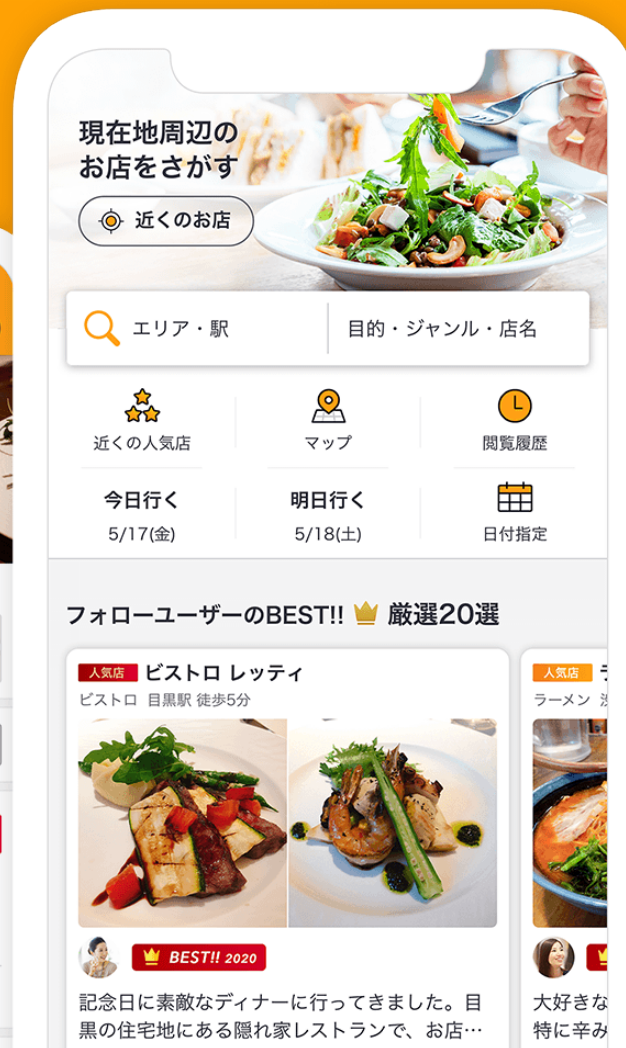 現在地周辺の
お店をさがす
近くのお店
エリア・駅
目的・ジャンル・店名
近くの人気店
マップ
閲覧履歴
今日行く
明日行く
5/17(金)
5/18(土)
日付指定
フォローユーザーのBEST!! 厳選20選
人気店 ビストロ レッティ
ビストロ 目黒駅 徒歩5分
BEST!! 2020
記念日に素敵なディナーに行ってきました。目
黒の住宅地にある隠れ家レストランで、お店…
人気店
ラーメン
大好きな
特に辛み